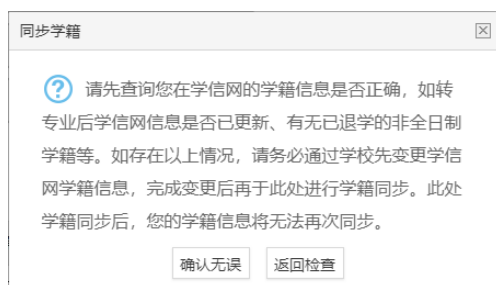 同步学籍
请先查询您在学信网的学籍信息是否正确，如转
专业后学信网信息是否已更新、有无已退学的非全日制
学籍等。如存在以上情况，请务必通过学校先变更学信
网学籍信息，完成变更后再于此处进行学籍同步。此处
学籍同步后，您的学籍信息将无法再次同步。
确认无误 返回检查